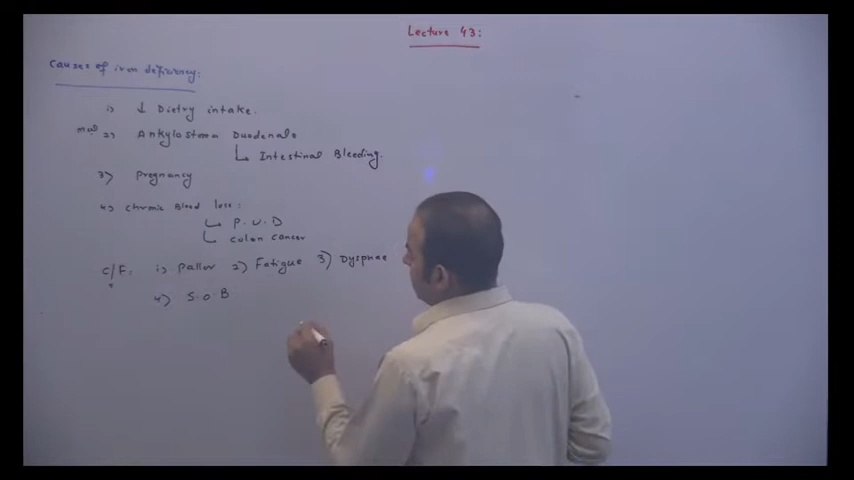 Lecture 43:
Causes of iron deficiency:
1) ↓ Dietry intake.
2) Ankylostoma Duodenale
Intestinal Bleeding.
3) Pregnancy
4) Chronic Blood loss:
P.U.D
colon cancer
C/F: 1) Pallor 2) Fatigue 3) Dyspnae
4) S.O.B